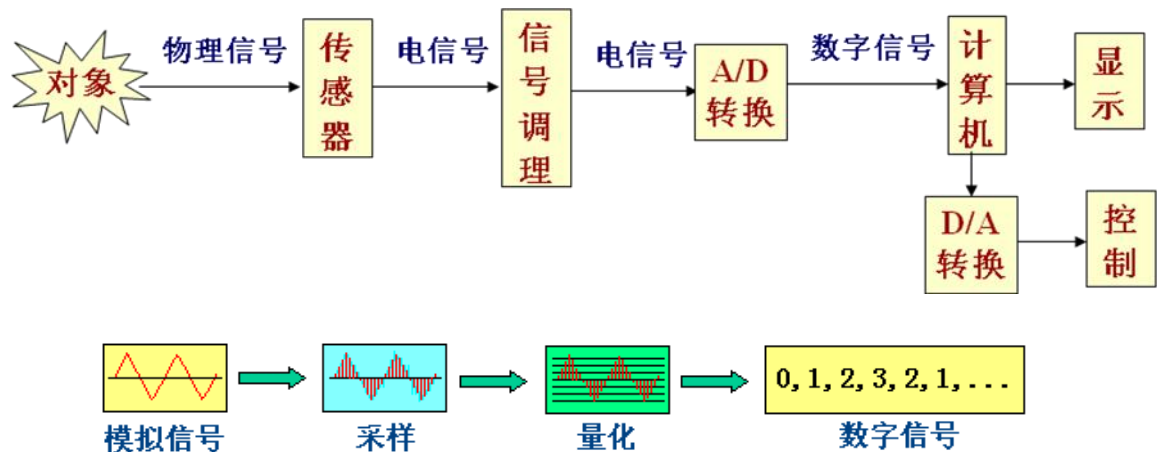 对象
物理信号
传感器
电信号
信号调理
电信号
A/D
转换
数字信号
计算机
显示
D/A
转换
控制
0,1,2,3,2,1,...
模拟信号
采样
量化
数字信号